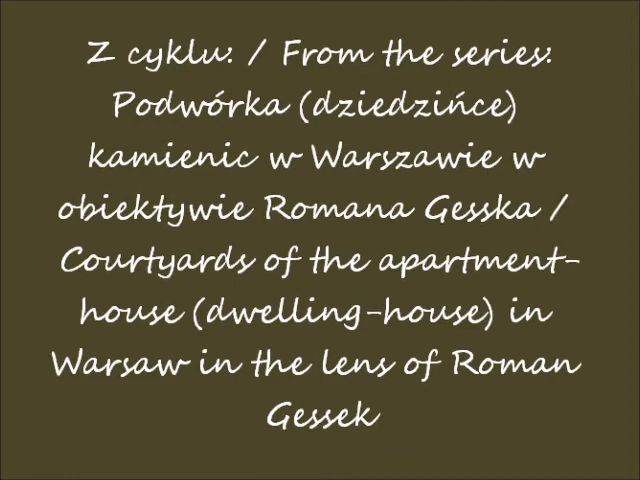 Z cyklu: / From the series:
Podwórka (dziedzińce)
kamienic w Warszawie w
obiektywie Romana Gesska /
Courtyards of the apartment-
house (dwelling-house) in
Warsaw in the lens of Roman
Gessek